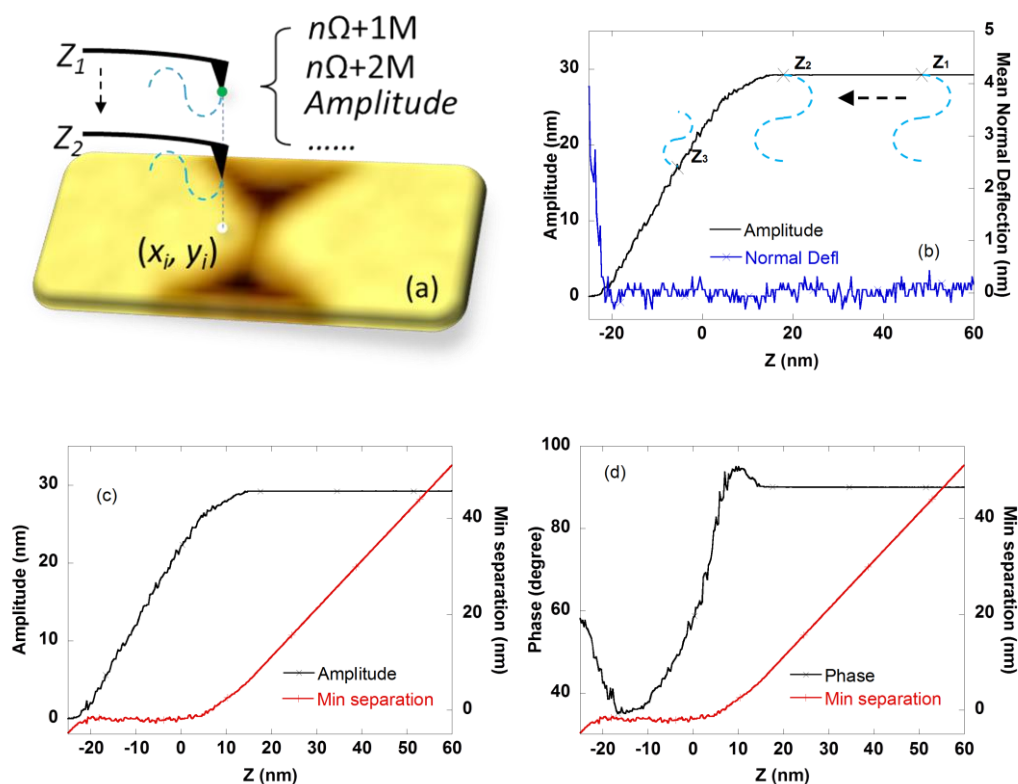 Z1
Z2
nΩ+1M
nΩ+2M
Amplitude
......
(xi, yi)
(a)
Amplitude (nm)
30
20
10
0
Z2
Z1
Z3
Amplitude
Normal Defl
(b)
5
4
3
2
1
0
Mean Normal
Deflection (nm)
-20 0 20 40 60
Z (nm)
(c)
Amplitude (nm)
30
20
10
0
Amplitude
Min separation
40
20
0
Min separation (nm)
-20 -10 0 10 20 30 40 50 60
Z (nm)
(d)
Phase (degree)
100
80
60
40
Phase
Min separation
40
20
0
Min separation (nm)
-20 -10 0 10 20 30 40 50 60
Z (nm)